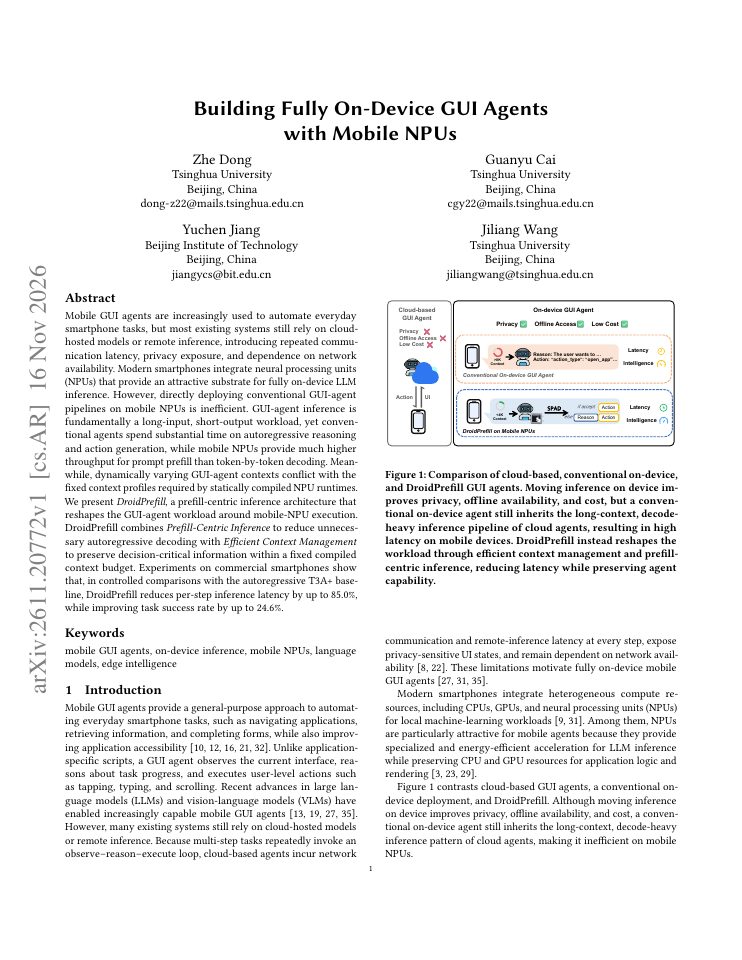 Building Fully On-Device GUI Agents
with Mobile NPUs
Zhe Dong
Tsinghua University
Beijing, China
dong-z22@mails.tsinghua.edu.cn
Guanyu Cai
Tsinghua University
Beijing, China
cgy22@mails.tsinghua.edu.cn
Yuchen Jiang
Beijing Institute of Technology
Beijing, China
jiangycs@bit.edu.cn
Jiliang Wang
Tsinghua University
Beijing, China
jiliangwang@tsinghua.edu.cn
arXiv:2611.20772v1 [cs.AR] 16 Nov 2026
Abstract
Mobile GUI agents are increasingly used to automate everyday
smartphone tasks, but most existing systems still rely on cloud-
hosted models or remote inference, introducing repeated commu-
nication latency, privacy exposure, and dependence on network
availability. Modern smartphones integrate neural processing units
(NPUs) that provide an attractive substrate for fully on-device LLM
inference. However, directly deploying conventional GUI-agent
pipelines on mobile NPUs is inefficient. GUI-agent inference is
fundamentally a long-input, short-output workload, yet conven-
tional agents spend substantial time on autoregressive reasoning
and action generation, while mobile NPUs provide much higher
throughput for prompt prefill than token-by-token decoding. Mean-
while, dynamically varying GUI-agent contexts conflict with the
fixed context profiles required by statically compiled NPU runtimes.
We present DroidPrefill, a prefill-centric inference architecture that
reshapes the GUI-agent workload around mobile-NPU execution.
DroidPrefill combines Prefill-Centric Inference to reduce unneces-
sary autoregressive decoding with Efficient Context Management
to preserve decision-critical information within a fixed compiled
context budget. Experiments on commercial smartphones show
that, in controlled comparisons with the autoregressive T3A+ base-
line, DroidPrefill reduces per-step inference latency by up to 85.0%,
while improving task success rate by up to 24.6%.
Keywords
mobile GUI agents, on-device inference, mobile NPUs, language
models, edge intelligence
1 Introduction
Mobile GUI agents provide a general-purpose approach to automat-
ing everyday smartphone tasks, such as navigating applications,
retrieving information, and completing forms, while also improv-
ing application accessibility [10, 12, 16, 21, 32]. Unlike application-
specific scripts, a GUI agent observes the current interface, rea-
sons about task progress, and executes user-level actions such
as tapping, typing, and scrolling. Recent advances in large lan-
guage models (LLMs) and vision-language models (VLMs) have
enabled increasingly capable mobile GUI agents [13, 19, 27, 35].
However, many existing systems still rely on cloud-hosted models
or remote inference. Because multi-step tasks repeatedly invoke an
observe–reason–execute loop, cloud-based agents incur network
Cloud-based
GUI Agent
Privacy
Offline Access
Low Cost
Action
UI
On-device GUI Agent
Privacy
Offline Access
Low Cost
Context
Reason: The user wants to ...
Action: "action_type": "open_app"...
Latency
Intelligence
Conventional On-device GUI Agent
Context
SPAD
if accept
Action
Reason
Action
Latency
Intelligence
DroidPrefill on Mobile NPUs
Figure 1: Comparison of cloud-based, conventional on-device,
and DroidPrefill GUI agents. Moving inference on device im-
proves privacy, offline availability, and cost, but a conven-
tional on-device agent still inherits the long-context, decode-
heavy inference pipeline of cloud agents, resulting in high
latency on mobile devices. DroidPrefill instead reshapes the
workload through efficient context management and prefill-
centric inference, reducing latency while preserving agent
capability.
communication and remote-inference latency at every step, expose
privacy-sensitive UI states, and remain dependent on network avail-
ability [8, 22]. These limitations motivate fully on-device mobile
GUI agents [27, 31, 35].
Modern smartphones integrate heterogeneous compute re-
sources, including CPUs, GPUs, and neural processing units (NPUs)
for local machine-learning workloads [9, 31]. Among them, NPUs
are particularly attractive for mobile agents because they provide
specialized and energy-efficient acceleration for LLM inference
while preserving CPU and GPU resources for application logic and
rendering [3, 23, 29].
Figure 1 contrasts cloud-based GUI agents, a conventional on-
device deployment, and DroidPrefill. Although moving inference
on device improves privacy, offline availability, and cost, a conven-
tional on-device agent still inherits the long-context, decode-heavy
inference pattern of cloud agents, making it inefficient on mobile
NPUs.
1